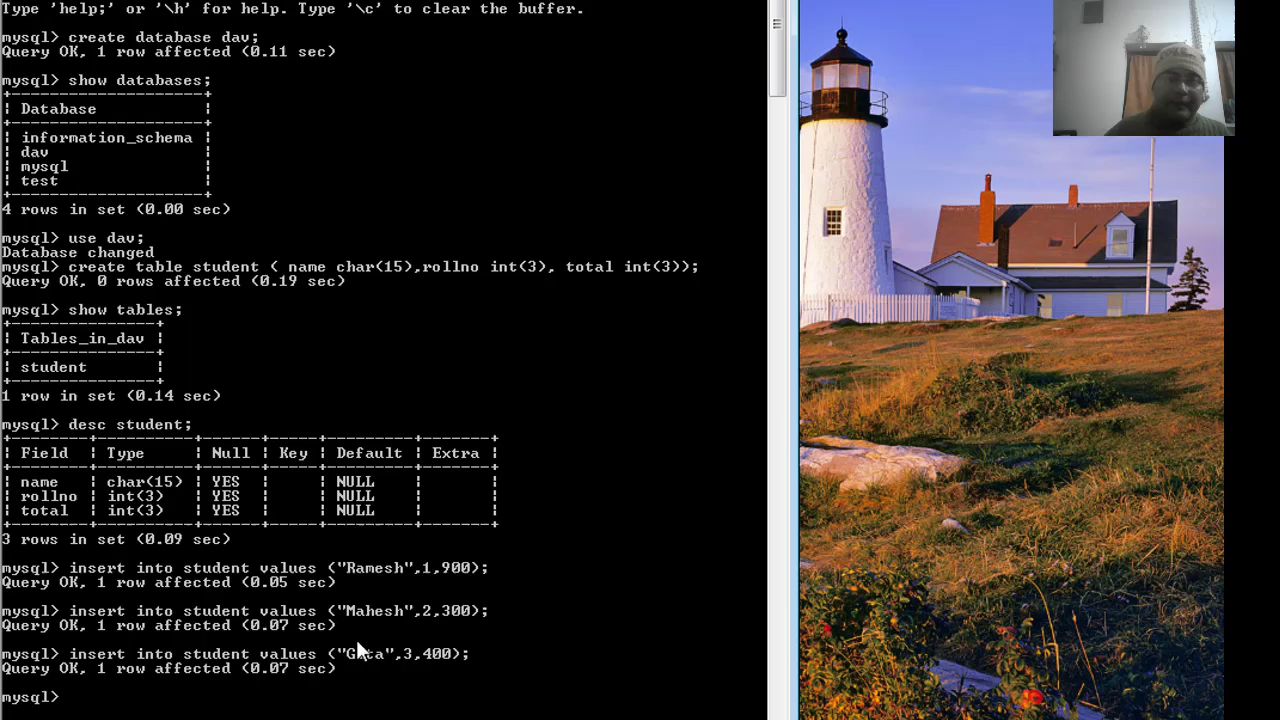 Type 'help;' or '\h' for help. Type '\c' to clear the buffer.
mysql> create database dav;
Query OK, 1 row affected (0.11 sec)
mysql> show databases;
+--------------------+
| Database           |
+--------------------+
| information_schema |
| dav                |
| mysql              |
| test               |
+--------------------+
4 rows in set (0.00 sec)
mysql> use dav;
Database changed
mysql> create table student ( name char(15),rollno int(3), total int(3));
Query OK, 0 rows affected (0.19 sec)
mysql> show tables;
+---------------+
| Tables_in_dav |
+---------------+
| student       |
+---------------+
1 row in set (0.14 sec)
mysql> desc student;
+--------+----------+------+-----+---------+-------+
| Field  | Type     | Null | Key | Default | Extra |
+--------+----------+------+-----+---------+-------+
| name   | char(15) | YES  |     | NULL    |       |
| rollno | int(3)   | YES  |     | NULL    |       |
| total  | int(3)   | YES  |     | NULL    |       |
+--------+----------+------+-----+---------+-------+
3 rows in set (0.09 sec)
mysql> insert into student values ("Ramesh",1,900);
Query OK, 1 row affected (0.05 sec)
mysql> insert into student values ("Mahesh",2,300);
Query OK, 1 row affected (0.07 sec)
mysql> insert into student values (",3,400);
Query OK, 1 row affected (0.07 sec)
mysql>